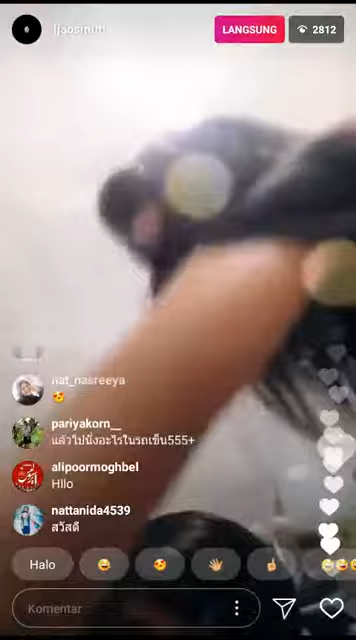 LANGSUNG
2812
nat_nasreeya
😍
pariyakorn__
แล้วไปนั่งอะไรในรถเข็น555+
alipoormoghbel
Hllo
nattanida4539
สวัสดี
Halo
Komentar